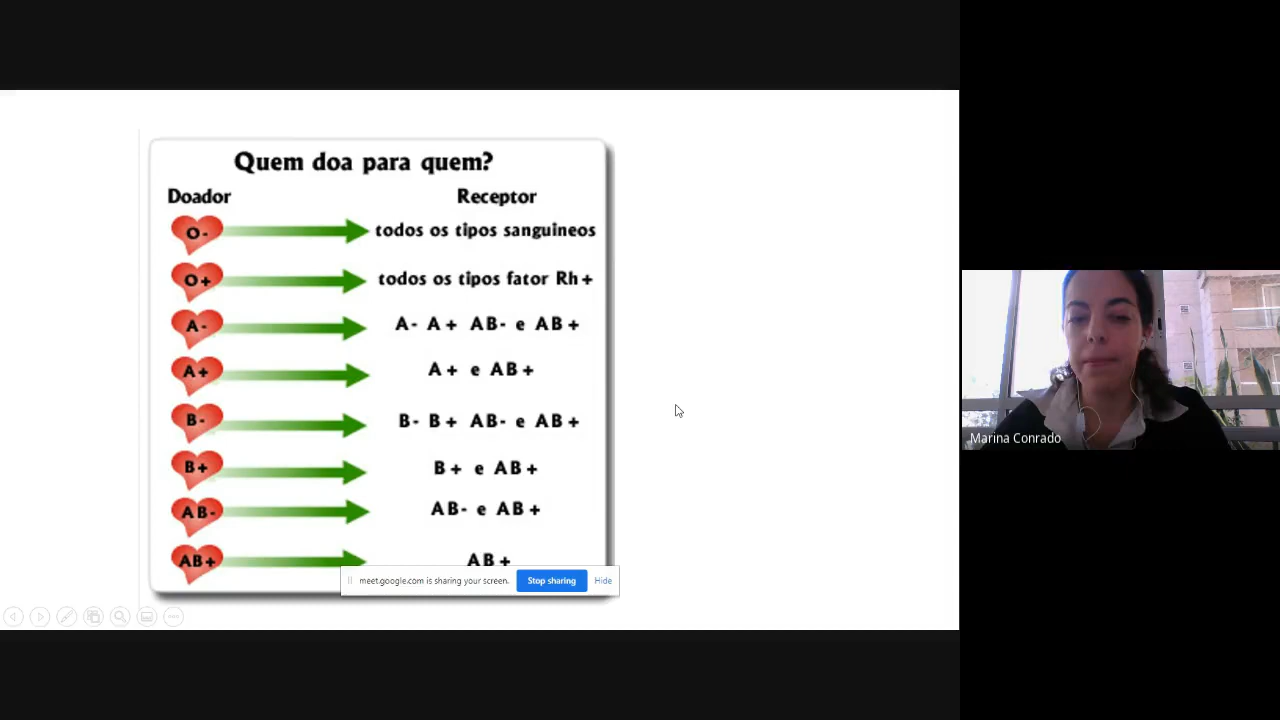 Quem doa para quem?
Doador Receptor
O- todos os tipos sanguineos
O+ todos os tipos fator Rh+
A- A- A+ AB- e AB+
A+ A+ e AB+
B- B- B+ AB- e AB+
B+ B+ e AB+
AB- AB- e AB+
AB+ AB+
meet.google.com is sharing your screen. Stop sharing Hide
Marina Conrado